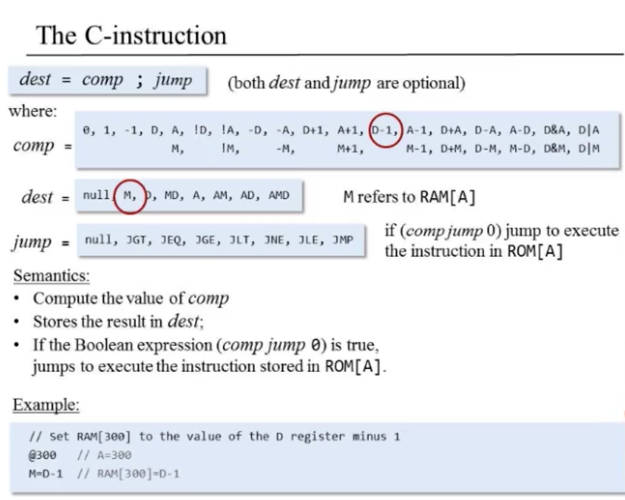 The C-instruction
dest = comp ; jump (both dest and jump are optional)
where:
comp =
0, 1, -1, D, A, !D, !A, -D, -A, D+1, A+1, D-1, A-1, D+A, D-A, A-D, D&A, D|A
M, !M, -M, M+1, M-1, D+M, D-M, M-D, D&M, D|M
dest = null, M, D, MD, A, AM, AD, AMD M refers to RAM[A]
jump = null, JGT, JEQ, JGE, JLT, JNE, JLE, JMP
if (comp jump 0) jump to execute
the instruction in ROM[A]
Semantics:
• Compute the value of comp
• Stores the result in dest;
• If the Boolean expression (comp jump 0) is true,
jumps to execute the instruction stored in ROM[A].
Example:
// Set RAM[300] to the value of the D register minus 1
@300 // A=300
M=D-1 // RAM[300]=D-1